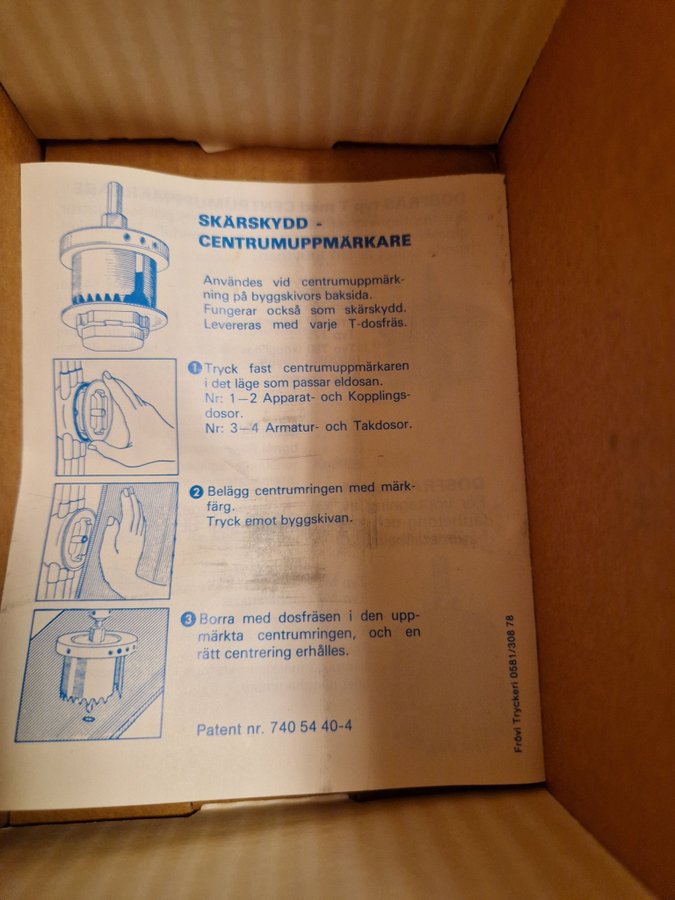 SKÄRSKYDD -
CENTRUMUPPMÄRKARE
Användes vid centrumuppmärk-
ning på byggskivors baksida.
Fungerar också som skärskydd.
Levereras med varje T-dosfräs.
1 Tryck fast centrumuppmärkaren
i det läge som passar eldosan.
Nr: 1–2 Apparat- och Kopplings-
dosor.
Nr: 3–4 Armatur- och Takdosor.
2 Belägg centrumringen med märk-
färg.
Tryck emot byggskivan.
3 Borra med dosfräsen i den upp-
märkta centrumringen, och en
rätt centrering erhålles.
Patent nr. 740 54 40-4
Frövi Tryckeri 0581/308 78